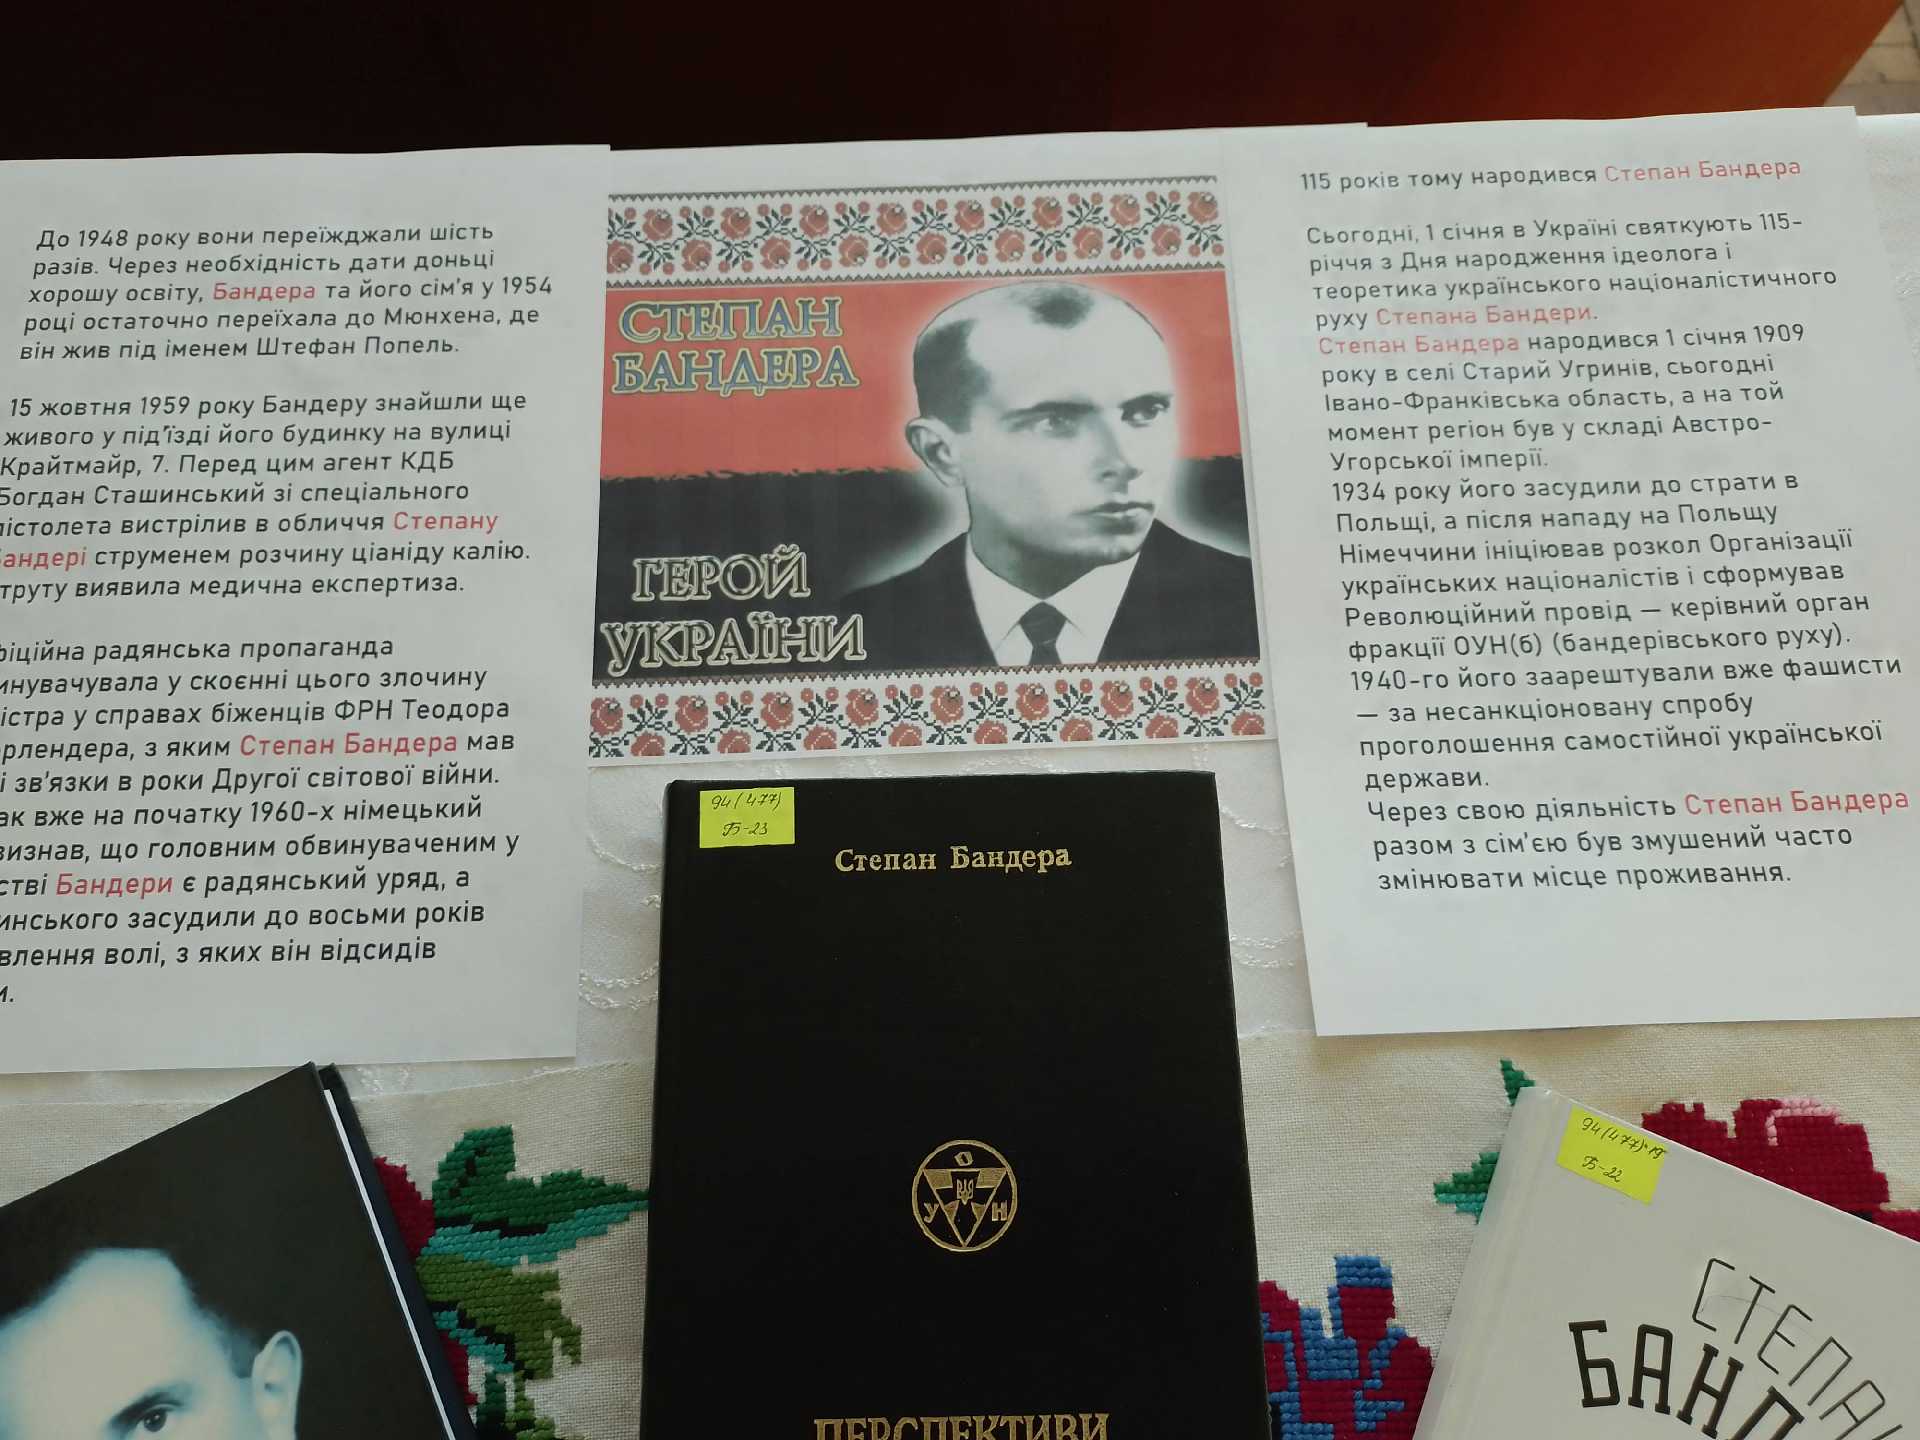 До 1948 року вони переїжджали шість
разів. Через необхідність дати доньці
хорошу освіту, Бандера та його сім'я у 1954
році остаточно переїхала до Мюнхена, де
він жив під іменем Штефан Попель.
15 жовтня 1959 року Бандеру знайшли ще
живого у під'їзді його будинку на вулиці
Крайтмайр, 7. Перед цим агент КДБ
Богдан Сташинський зі спеціального
пістолета вистрілив в обличчя Степану
андері струменем розчину ціаніду калію.
труту виявила медична експертиза.
фіційна радянська пропаганда
инувачувала у скоєнні цього злочину
істра у справах біженців ФРН Теодора
рлендера, з яким Степан Бандера мав
і зв'язки в роки Другої світової війни.
ак вже на початку 1960-х німецький
визнав, що головним обвинуваченим у
стві Бандери є радянський уряд, а
инського засудили до восьми років
влення волі, з яких він відсидів
и.
СТЕПАН
БАНДЕРА
ГЕРОЙ
УКРАЇНИ
115 років тому народився Степан Бандера
Сьогодні, 1 січня в Україні святкують 115-
річчя з Дня народження ідеолога і
теоретика українського націоналістичного
руху Степана Бандери.
Степан Бандера народився 1 січня 1909
року в селі Старий Угринів, сьогодні
Івано-Франківська область, а на той
момент регіон був у складі Австро-
Угорської імперії.
1934 року його засудили до страти в
Польщі, а після нападу на Польщу
Німеччини ініціював розкол Організації
українських націоналістів і сформував
Революційний провід — керівний орган
фракції ОУН(б) (бандерівського руху).
1940-го його заарештували вже фашисти
— за несанкціоновану спробу
проголошення самостійної української
держави.
Через свою діяльність Степан Бандера
разом з сім'єю був змушений часто
змінювати місце проживання.
94(477)
Б-23
Степан Бандера
О
У Н
ПЕРСПЕКТИВИ
94(477)
Б-22
СТЕПАН
БАНД